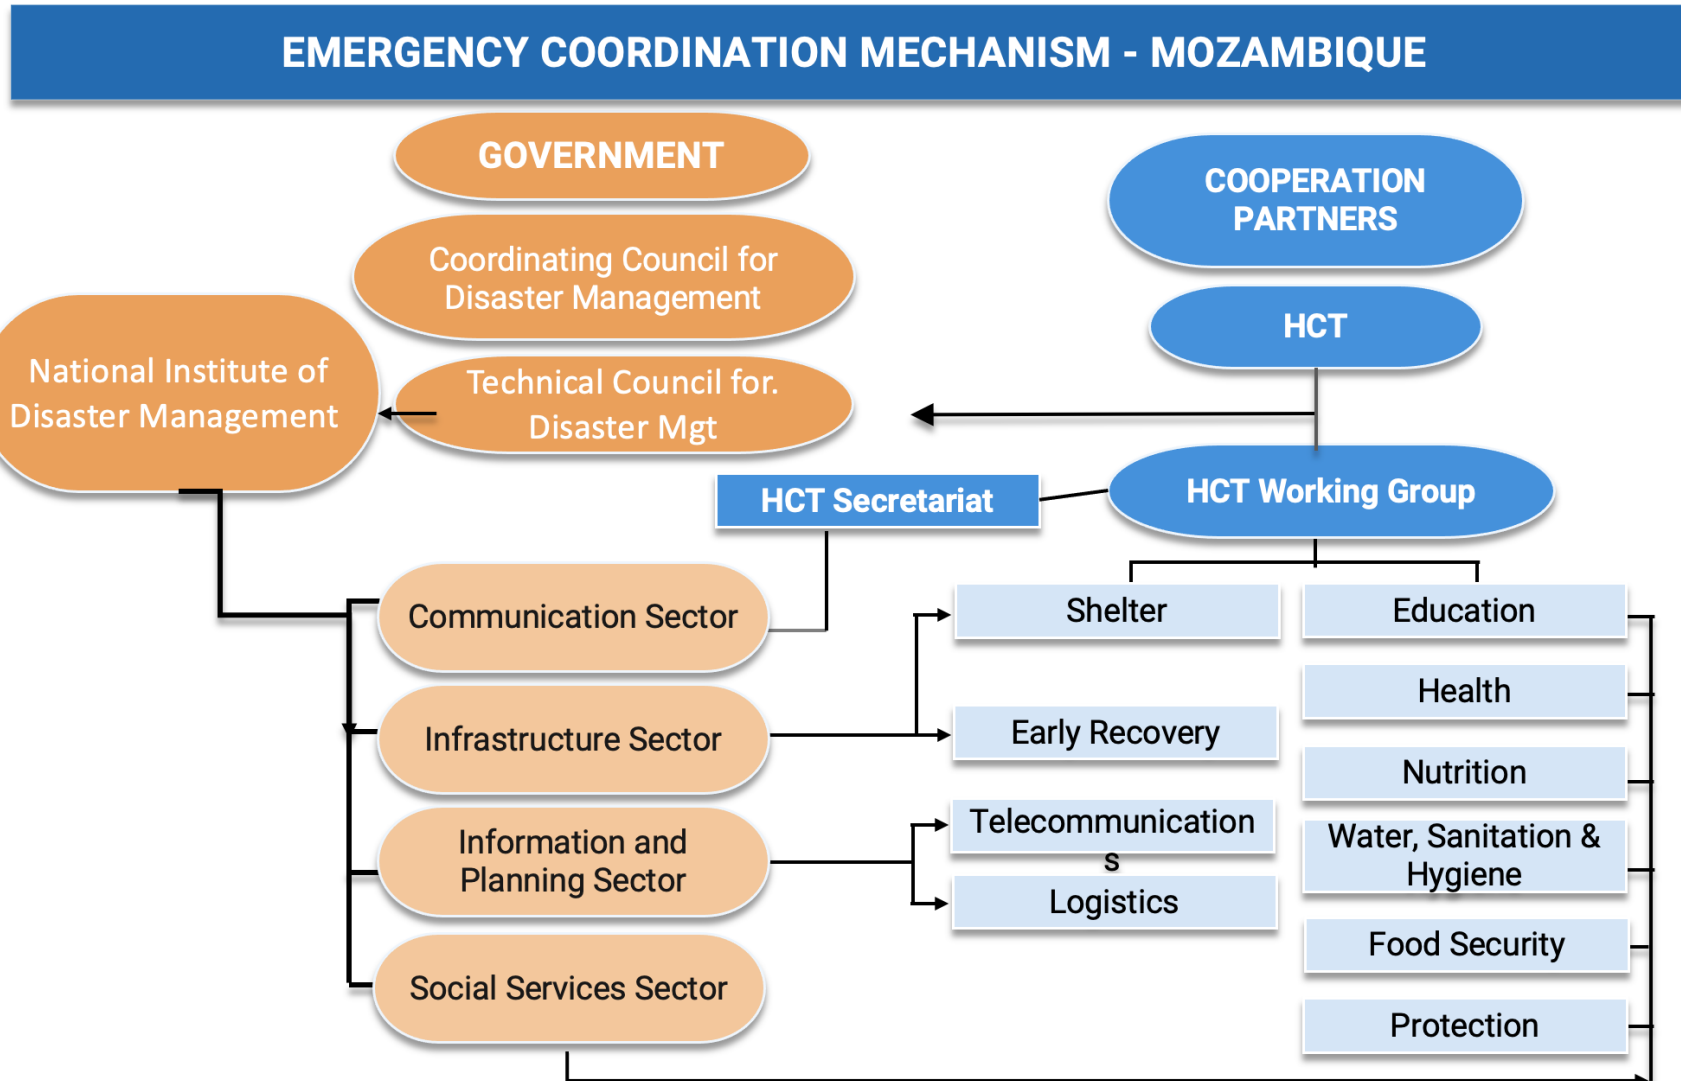 EMERGENCY COORDINATION MECHANISM - MOZAMBIQUE
GOVERNMENT
COOPERATION
PARTNERS
Coordinating Council for
Disaster Management
HCT
National Institute of
Disaster Management
Technical Council for.
Disaster Mgt
HCT Secretariat
HCT Working Group
Communication Sector
Shelter
Education
Health
Infrastructure Sector
Early Recovery
Nutrition
Information and
Planning Sector
Telecommunication
s
Water, Sanitation &
Hygiene
Logistics
Food Security
Social Services Sector
Protection